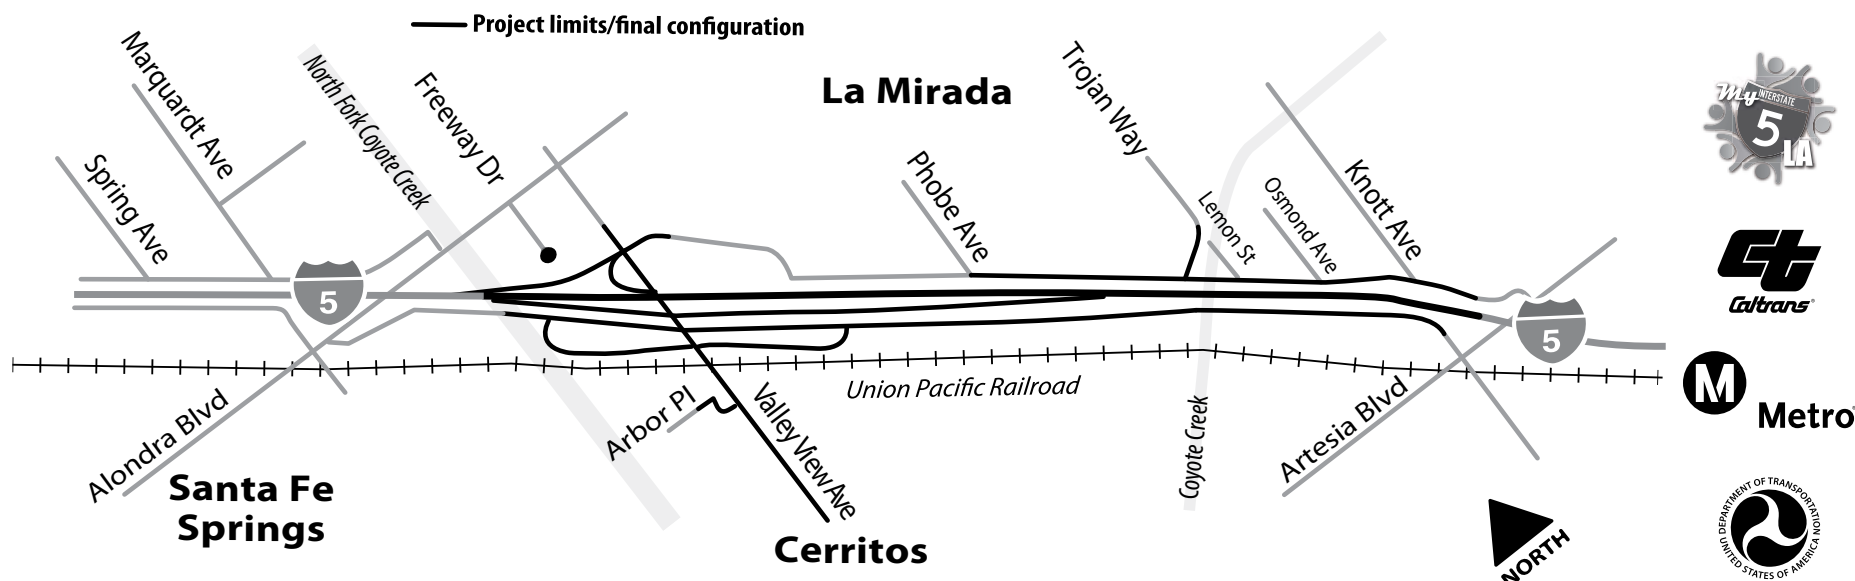 Project limits/final configuration
La Mirada
Marquardt Ave
Spring Ave
North Fork Coyote Creek
Freeway Dr
Phobe Ave
Trojan Way
Lemon St
Osmond Ave
Knott Ave
5
5
Union Pacific Railroad
Alondra Blvd
Arbor Pl
Valley View Ave
Coyote Creek
Artesia Blvd
Santa Fe
Springs
Cerritos
NORTH
My INTERSTATE
5
LA
Caltrans
M
Metro
DEPARTMENT OF TRANSPORTATION
UNITED STATES OF AMERICA